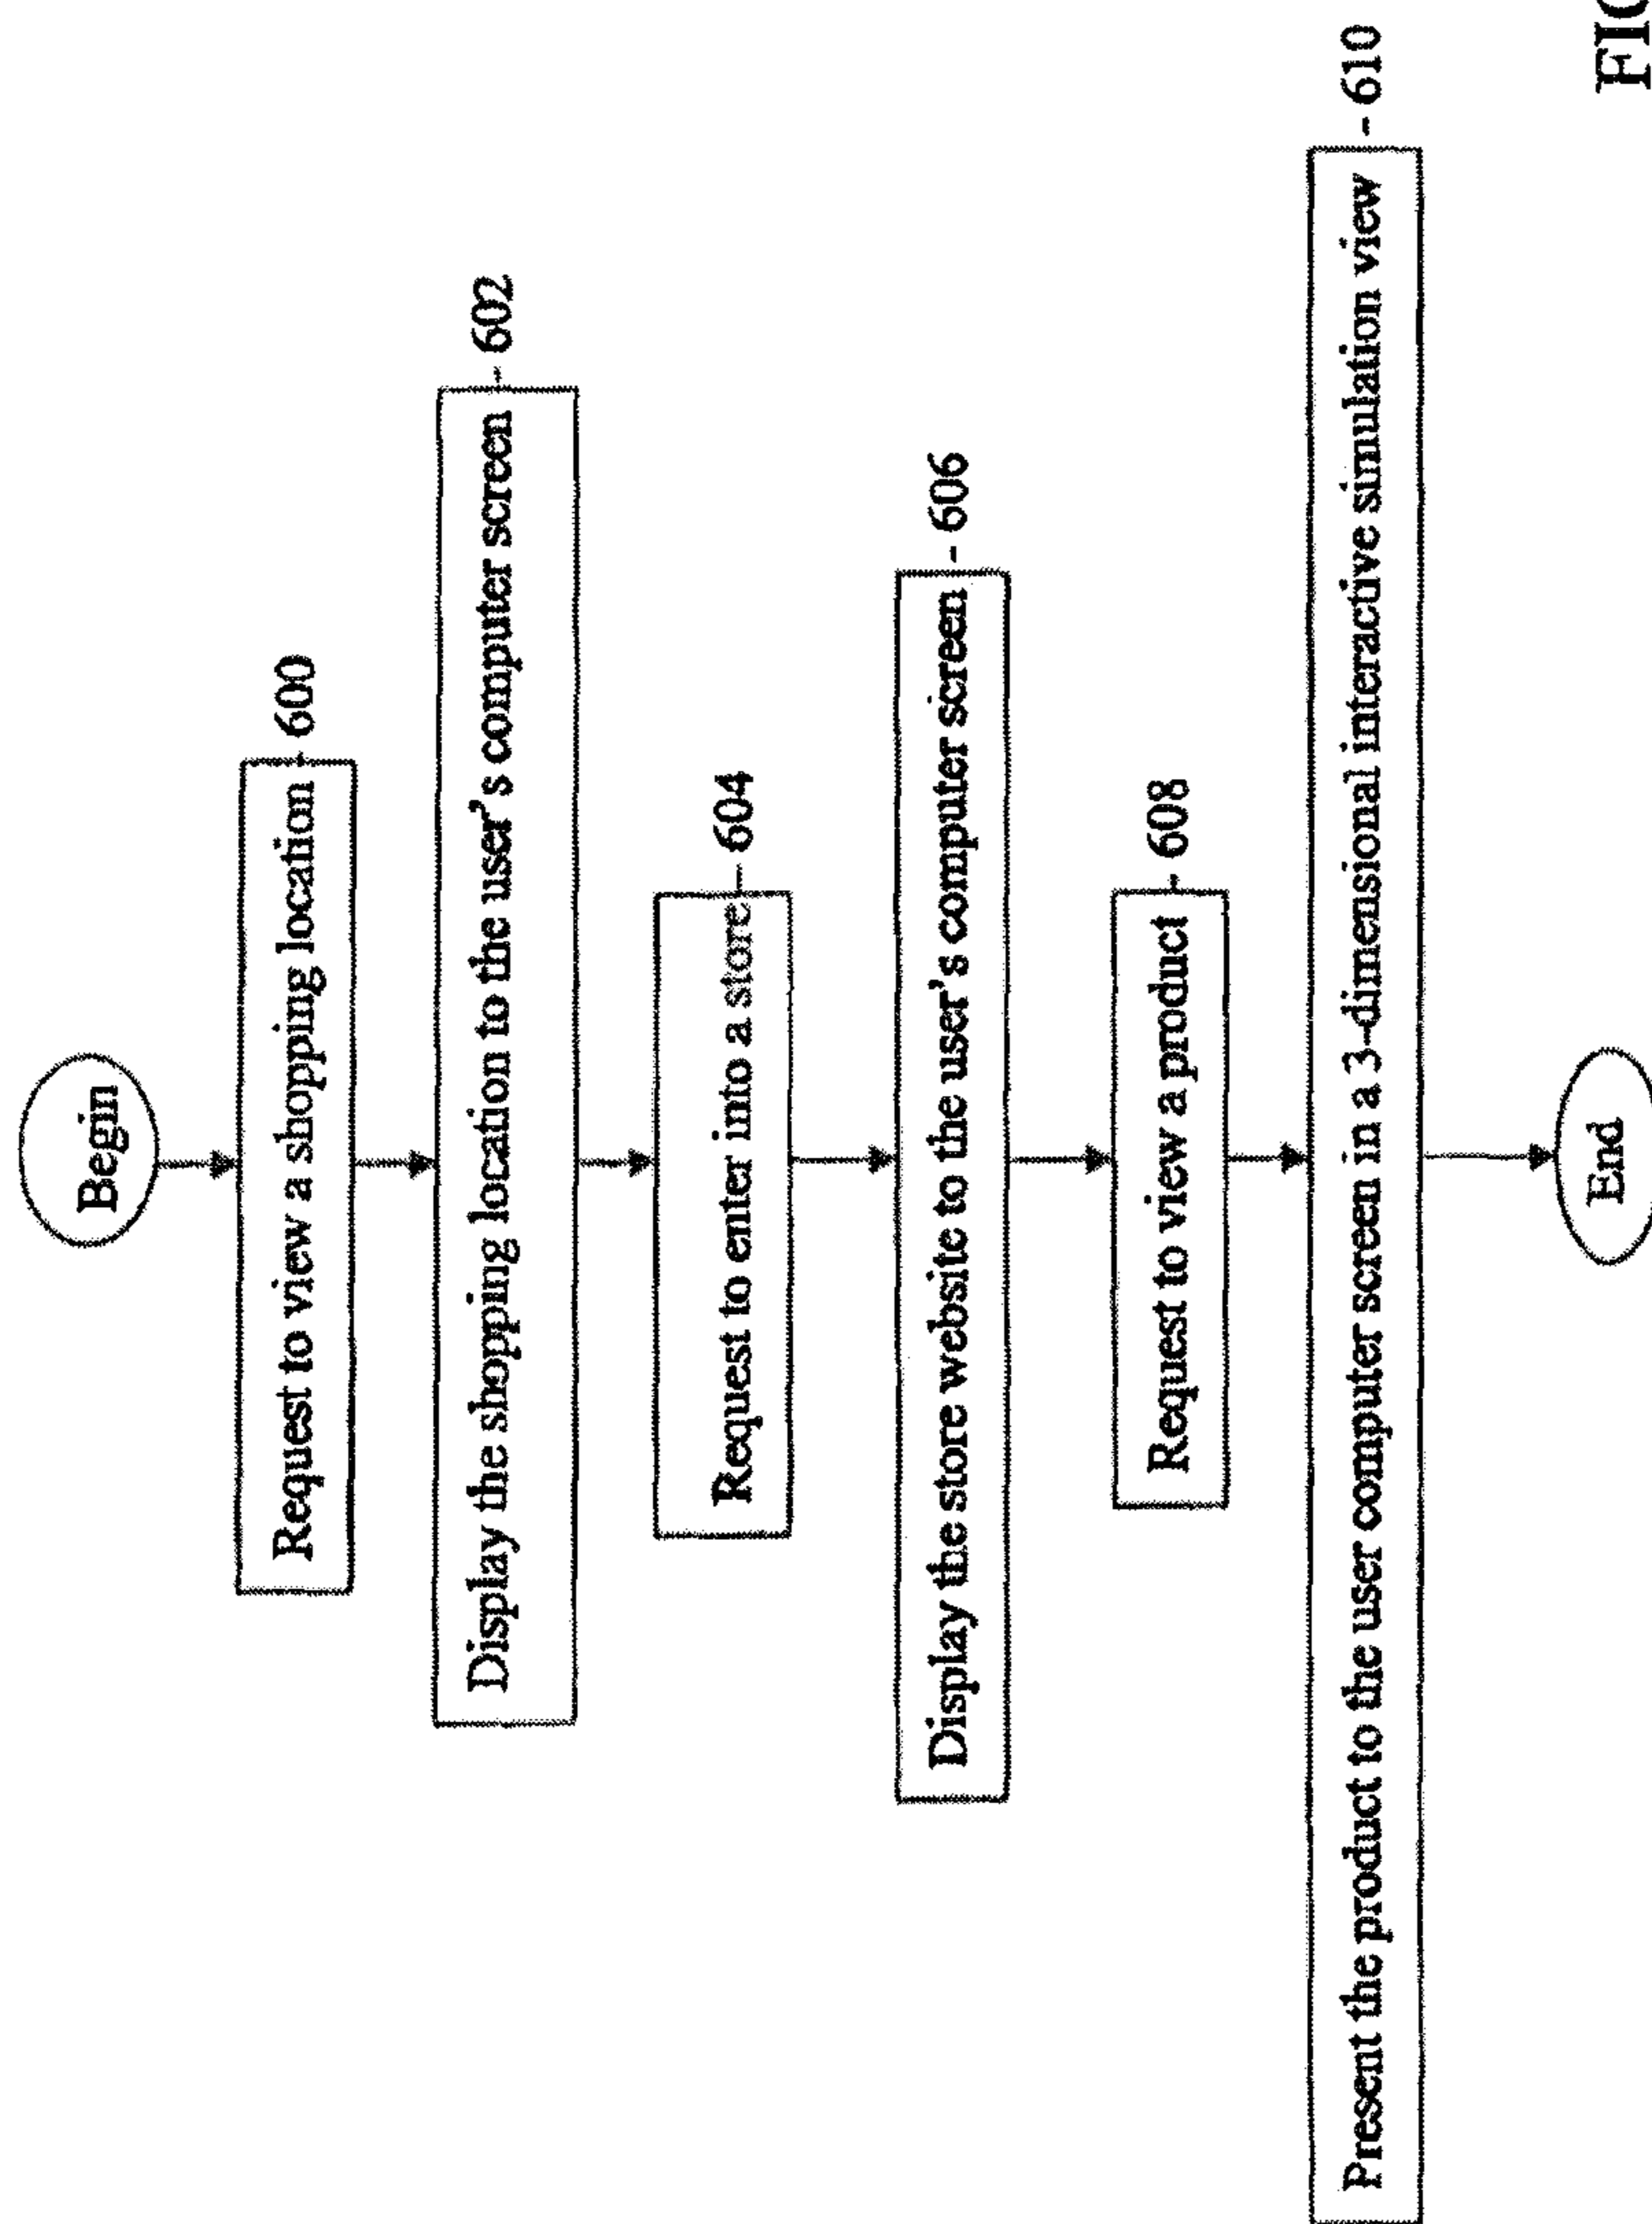 Begin
Request to view a shopping location - 600
Display the shopping location to the user's computer screen - 602
Request to enter into a store - 604
Display the store website to the user's computer screen - 606
Request to view a product - 608
Present the product to the user computer screen in a 3-dimensional interactive simulation view - 610
End